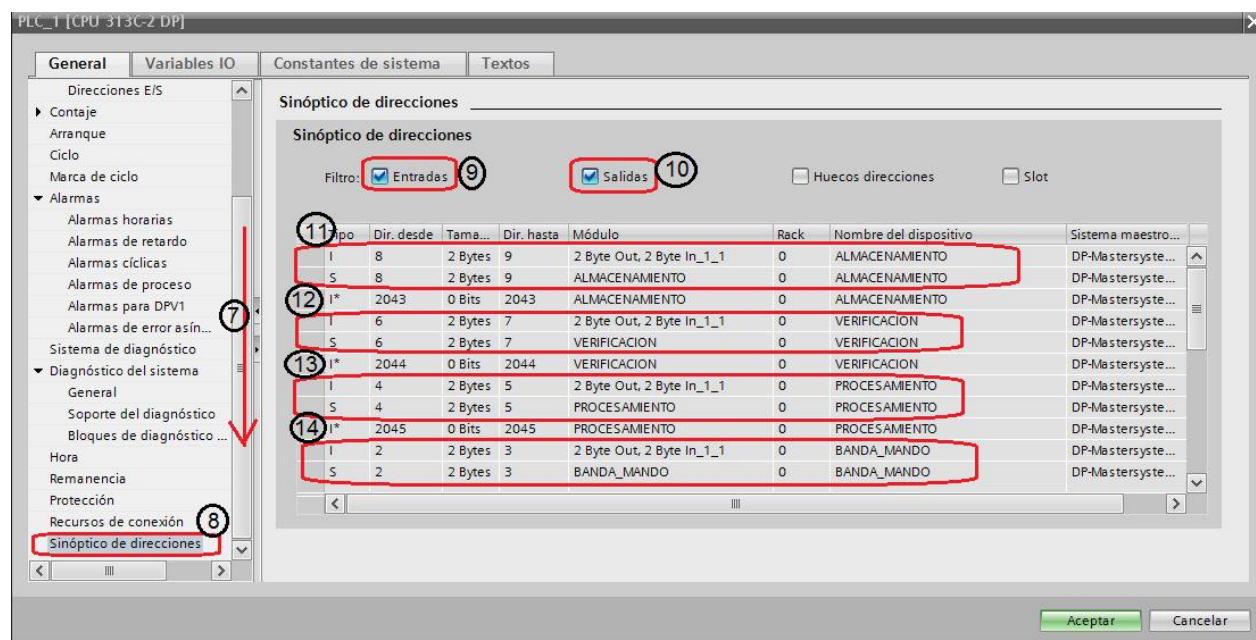 PLC_1 [CPU 313C-2 DP]
General Variables IO Constantes de sistema Textos
Direcciones E/S
Contaje
Arranque
Ciclo
Marca de ciclo
Alarmas
Alarmas horarias
Alarmas de retardo
Alarmas cíclicas
Alarmas de proceso
Alarmas para DPV1
Alarmas de error asín...
Sistema de diagnóstico
Diagnóstico del sistema
General
Soporte del diagnóstico
Bloques de diagnóstico ...
Hora
Remanencia
Protección
Recursos de conexión
Sinóptico de direcciones
7
8
Sinóptico de direcciones
Sinóptico de direcciones
Filtro: Entradas 9 Salidas 10 Huecos direcciones Slot
11 Tipo Dir. desde Tama... Dir. hasta Módulo Rack Nombre del dispositivo Sistema maestro...
I 8 2 Bytes 9 2 Byte Out, 2 Byte In_1_1 0 ALMACENAMIENTO DP-Mastersyste...
S 8 2 Bytes 9 ALMACENAMIENTO 0 ALMACENAMIENTO DP-Mastersyste...
12 I* 2043 0 Bits 2043 ALMACENAMIENTO 0 ALMACENAMIENTO DP-Mastersyste...
I 6 2 Bytes 7 2 Byte Out, 2 Byte In_1_1 0 VERIFICACION DP-Mastersyste...
S 6 2 Bytes 7 VERIFICACION 0 VERIFICACION DP-Mastersyste...
13 I* 2044 0 Bits 2044 VERIFICACION 0 VERIFICACION DP-Mastersyste...
I 4 2 Bytes 5 2 Byte Out, 2 Byte In_1_1 0 PROCESAMIENTO DP-Mastersyste...
S 4 2 Bytes 5 PROCESAMIENTO 0 PROCESAMIENTO DP-Mastersyste...
14 I* 2045 0 Bits 2045 PROCESAMIENTO 0 PROCESAMIENTO DP-Mastersyste...
I 2 2 Bytes 3 2 Byte Out, 2 Byte In_1_1 0 BANDA_MANDO DP-Mastersyste...
S 2 2 Bytes 3 BANDA_MANDO 0 BANDA_MANDO DP-Mastersyste...
Aceptar Cancelar